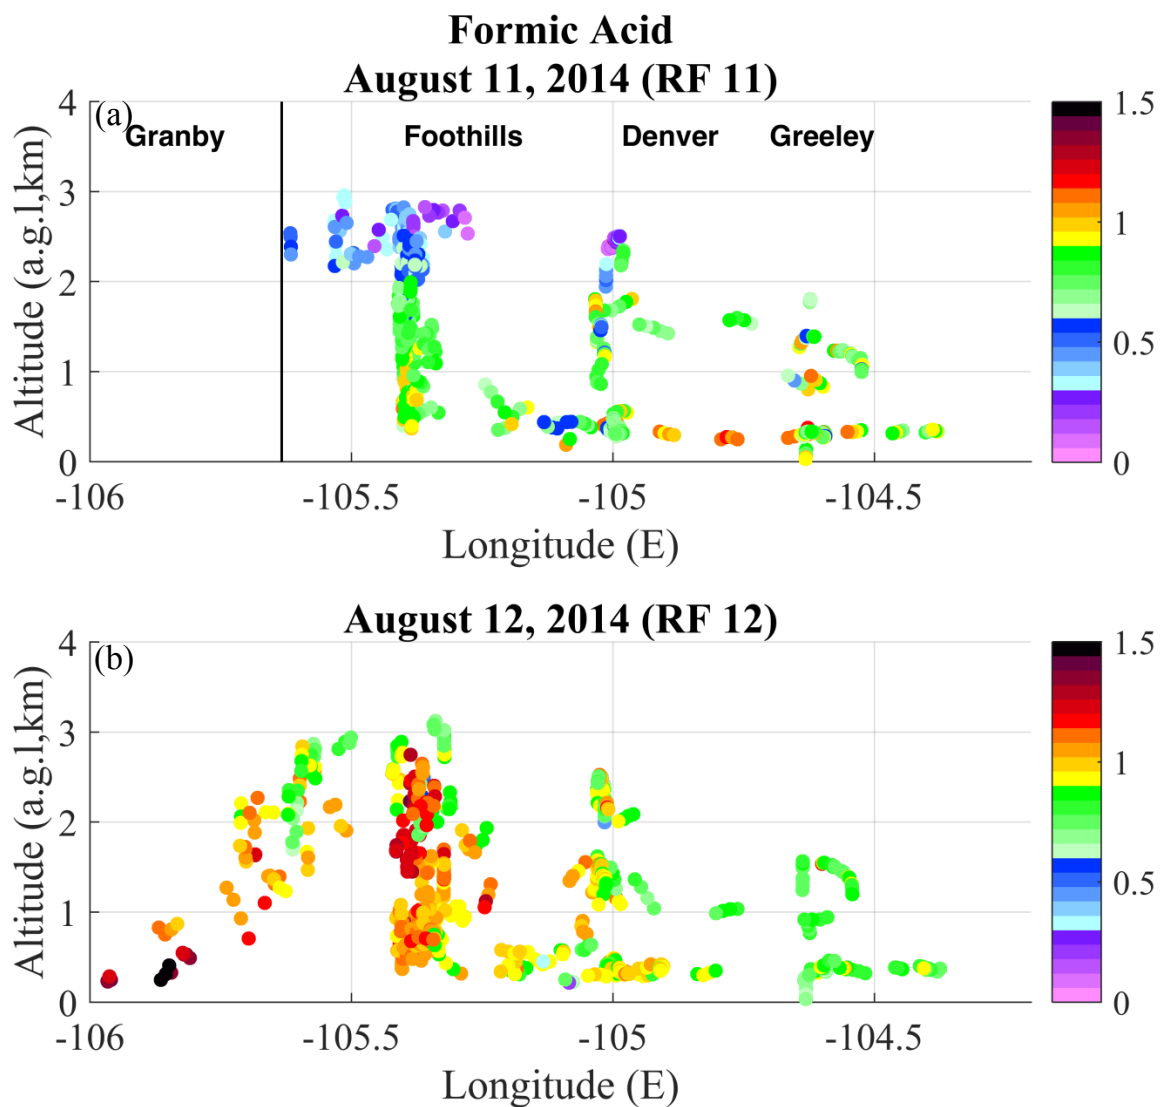 Formic Acid
August 11, 2014 (RF 11)
(a)
Granby
Foothills
Denver
Greeley
4
3
2
1
0
Altitude (a.g.l,km)
-106
-105.5
-105
-104.5
Longitude (E)
1.5
1
0.5
0
August 12, 2014 (RF 12)
(b)
4
3
2
1
0
Altitude (a.g.l,km)
-106
-105.5
-105
-104.5
Longitude (E)
1.5
1
0.5
0